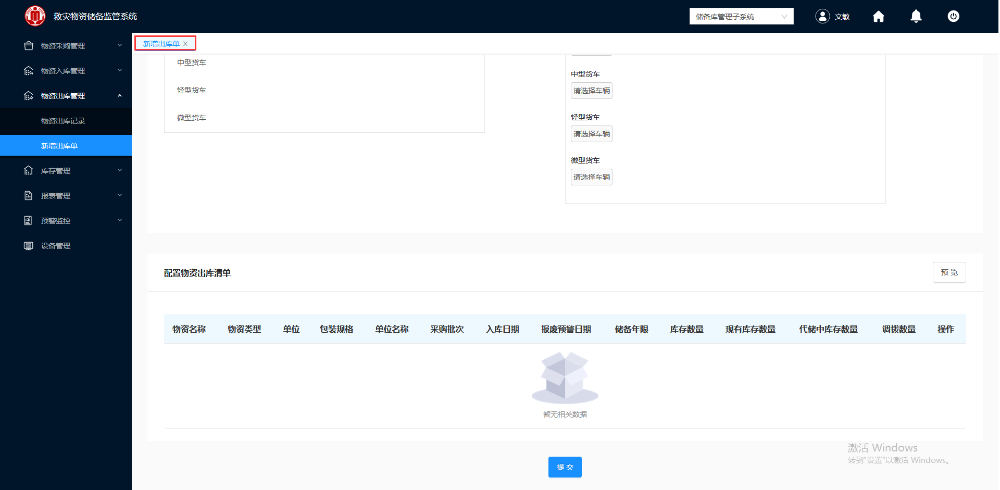 救灾物资储备监管系统
储备库管理子系统
文敏
物资采购管理
物资入库管理
物资出库管理
物资出库记录
新增出库单
库存管理
报表管理
预警监控
设备管理
新增出库单
中型货车
轻型货车
微型货车
中型货车
请选择车辆
轻型货车
请选择车辆
微型货车
请选择车辆
配置物资出库清单
预 览
物资名称 物资类型 单位 包装规格 单位名称 采购批次 入库日期 报废预警日期 储备年限 库存数量 现有库存数量 代储中库存数量 调拨数量 操作
暂无相关数据
提 交
激活 Windows
转到“设置”以激活 Windows。